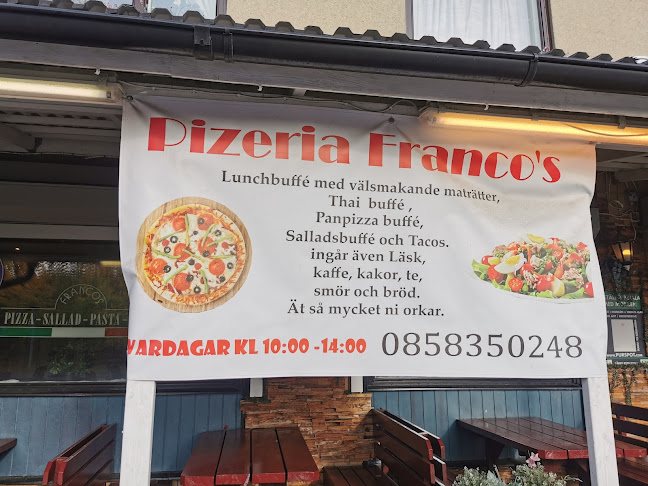 Pizeria Franco's
Lunchbuffé med välsmakande maträtter,
Thai buffé ,
Panpizza buffé,
Salladsbuffé och Tacos.
ingår även Läsk,
kaffe, kakor, te,
smör och bröd.
Ät så mycket ni orkar.
VARDAGAR KL 10:00 -14:00
0858350248
FRANCOS
PIZZA-SALLAD-PASTA